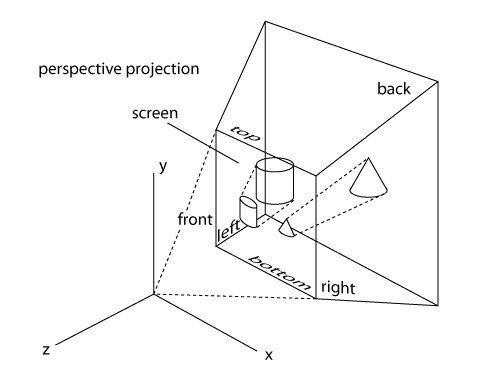 perspective projection
back
screen
top
y
front
left
bottom
right
z
x